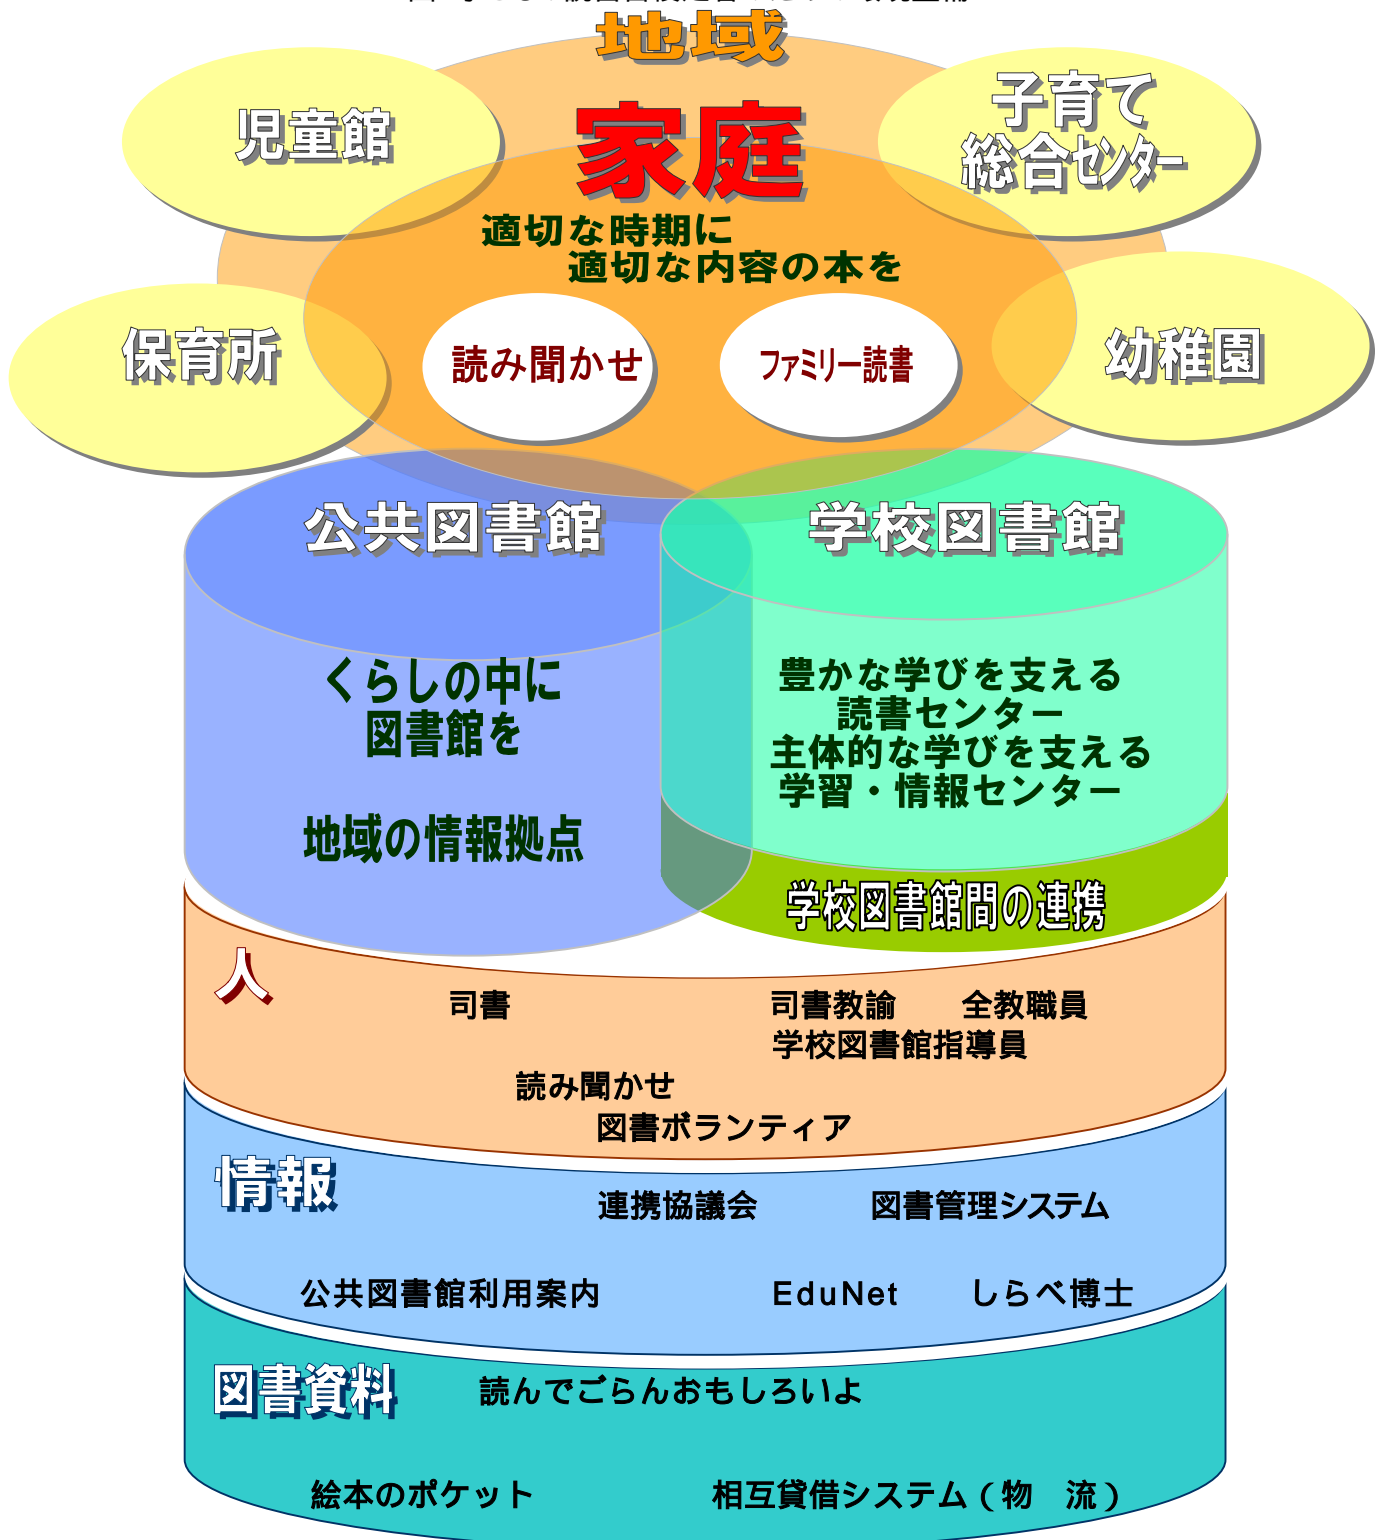 地域
家庭
児童館
子育て
総合センター
適切な時期に
適切な内容の本を
保育所
読み聞かせ
ファミリー読書
幼稚園
公共図書館
学校図書館
くらしの中に
図書館を
地域の情報拠点
豊かな学びを支える
読書センター
主体的な学びを支える
学習・情報センター
学校図書館間の連携
人
司書
司書教諭　全教職員
学校図書館指導員
読み聞かせ
図書ボランティア
情報
連携協議会
図書管理システム
公共図書館利用案内
EduNet
しらべ博士
図書資料
読んでごらんおもしろいよ
絵本のポケット
相互貸借システム（物　流）